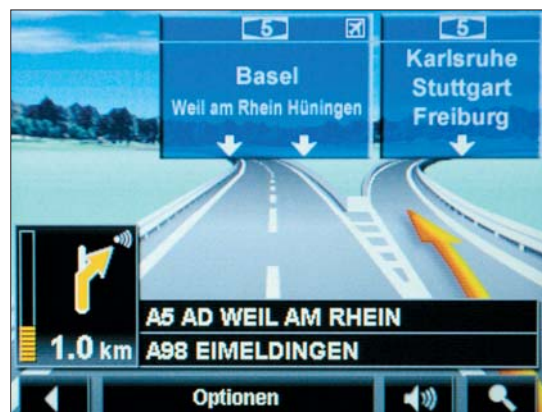 5
Basel
Weil am Rhein Hüningen
5
Karlsruhe
Stuttgart
Freiburg
1.0 km
A5 AD WEIL AM RHEIN
A98 EIMELDINGEN
Optionen